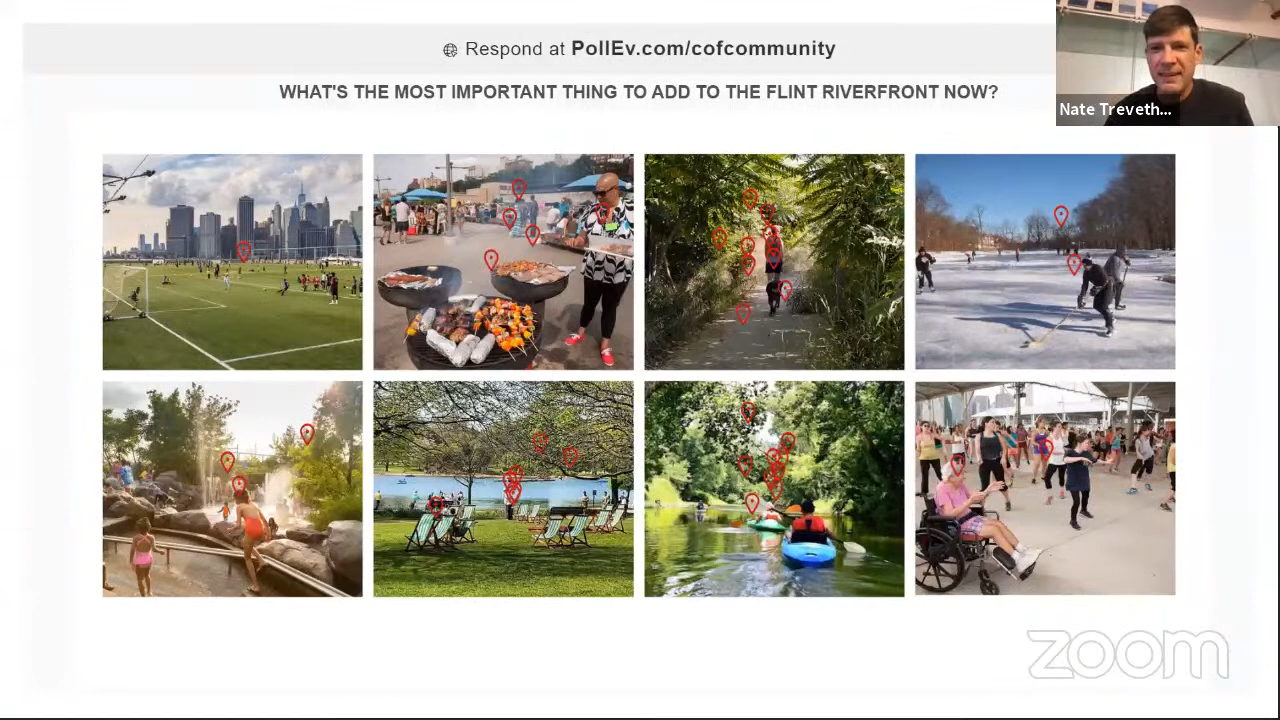 Respond at PollEv.com/cofcommunity
WHAT'S THE MOST IMPORTANT THING TO ADD TO THE FLINT RIVERFRONT NOW?
Nate Treveth...
zoom